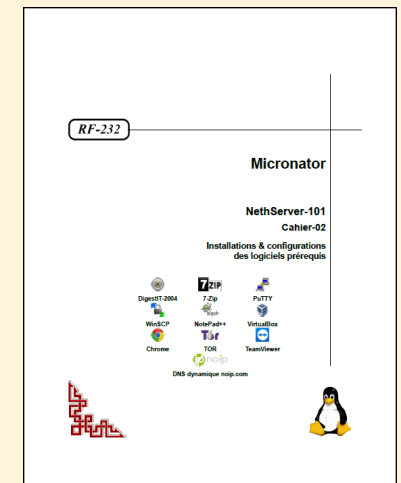 RF-232
Micronator
NethServer-101
Cahier-02
Installations & configurations
des logiciels prérequis
7ZIP
DigestIT-2004 7-Zip PuTTY
WinSCP NotePad++ VirtualBox
Tor
Chrome TOR TeamViewer
noip
DNS dynamique noip.com